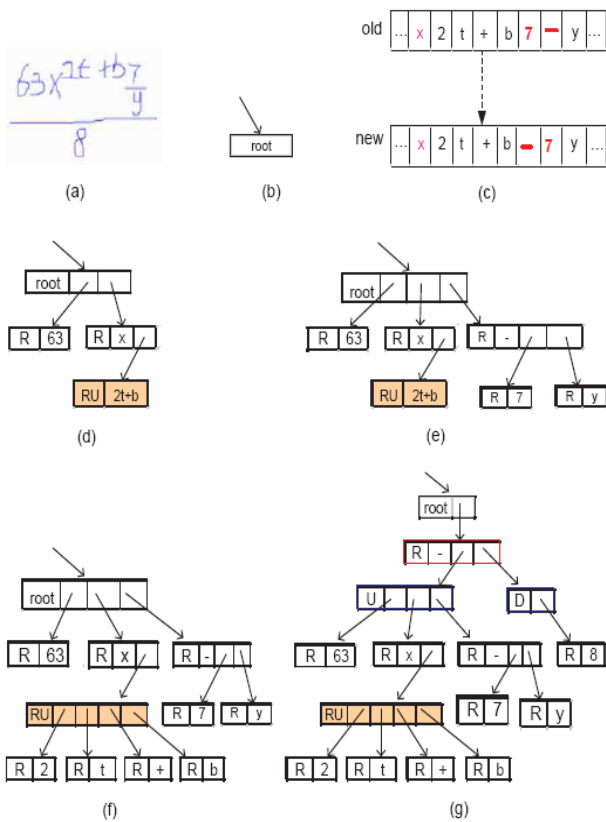 old ... x 2 t + b 7 - y ...
63x^2t+b 7
y
8
root
new ... x 2 t + b - 7 y ...
(a) (b) (c)
root
root
R 63 R x
R 63 R x R -
RU 2t+b
RU 2t+b R 7 R y
(d) (e)
root
R -
root
U D
R 63 R x R -
R 63 R x R - R 8
RU R 7 R y
RU R 7 R y
R 2 R t R + R b
R 2 R t R + R b
(f) (g)